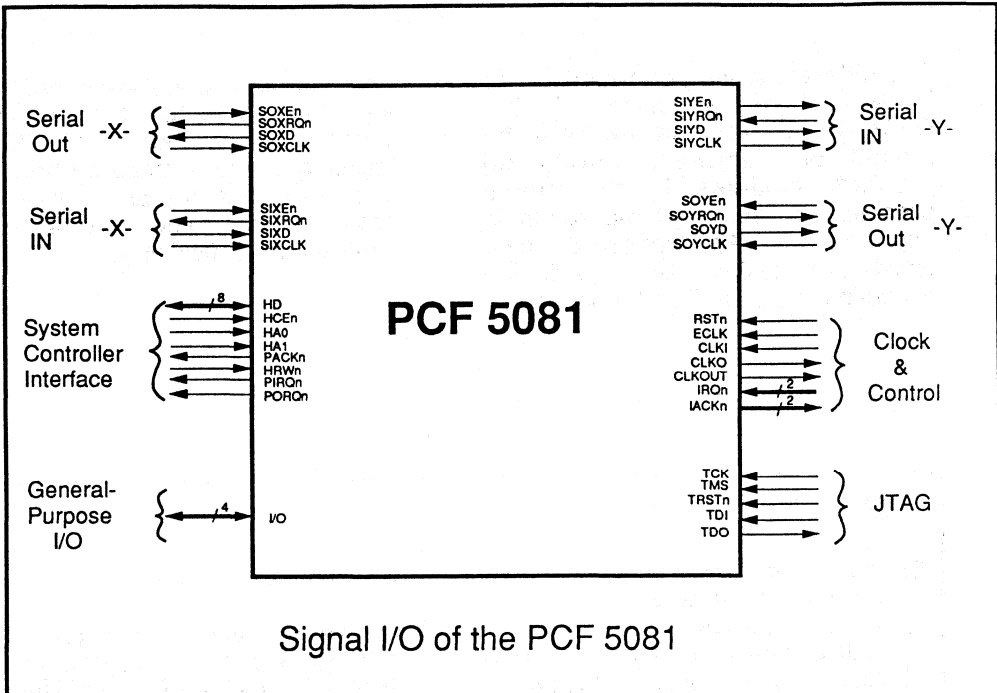 Serial Out -X-
SOXEn
SOXRQn
SOXD
SOXCLK
Serial IN -X-
SIXEn
SIXRQn
SIXD
SIXCLK
System Controller Interface
8
HD
HCEn
HA0
HA1
PACKn
HRWn
PIRQn
PORQn
General-Purpose I/O
4
I/O
PCF 5081
SIYEn
SIYRQn
SIYD
SIYCLK
Serial IN -Y-
SOYEn
SOYRQn
SOYD
SOYCLK
Serial Out -Y-
RSTn
ECLK
CLKI
CLKO
CLKOUT
IRQn
2
IACKn
2
Clock & Control
TCK
TMS
TRSTn
TDI
TDO
JTAG
Signal I/O of the PCF 5081